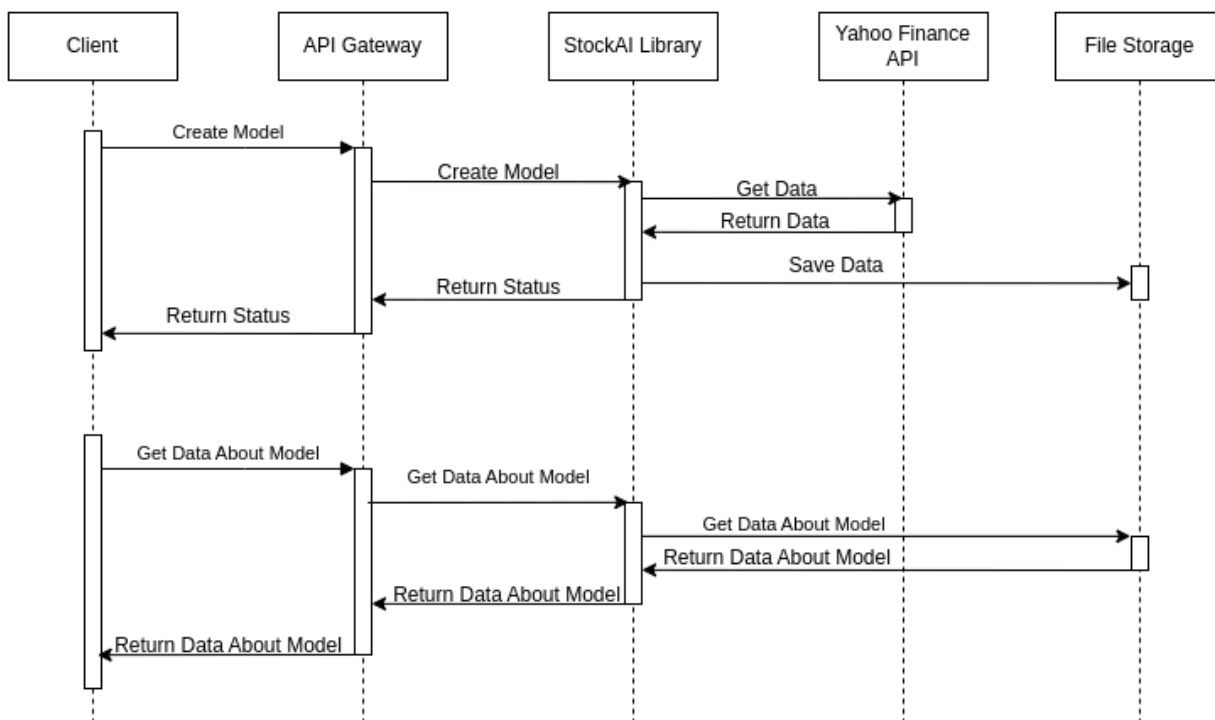 Client
API Gateway
StockAI Library
Yahoo Finance
API
File Storage
Create Model
Create Model
Get Data
Return Data
Save Data
Return Status
Return Status
Get Data About Model
Get Data About Model
Get Data About Model
Return Data About Model
Return Data About Model
Return Data About Model